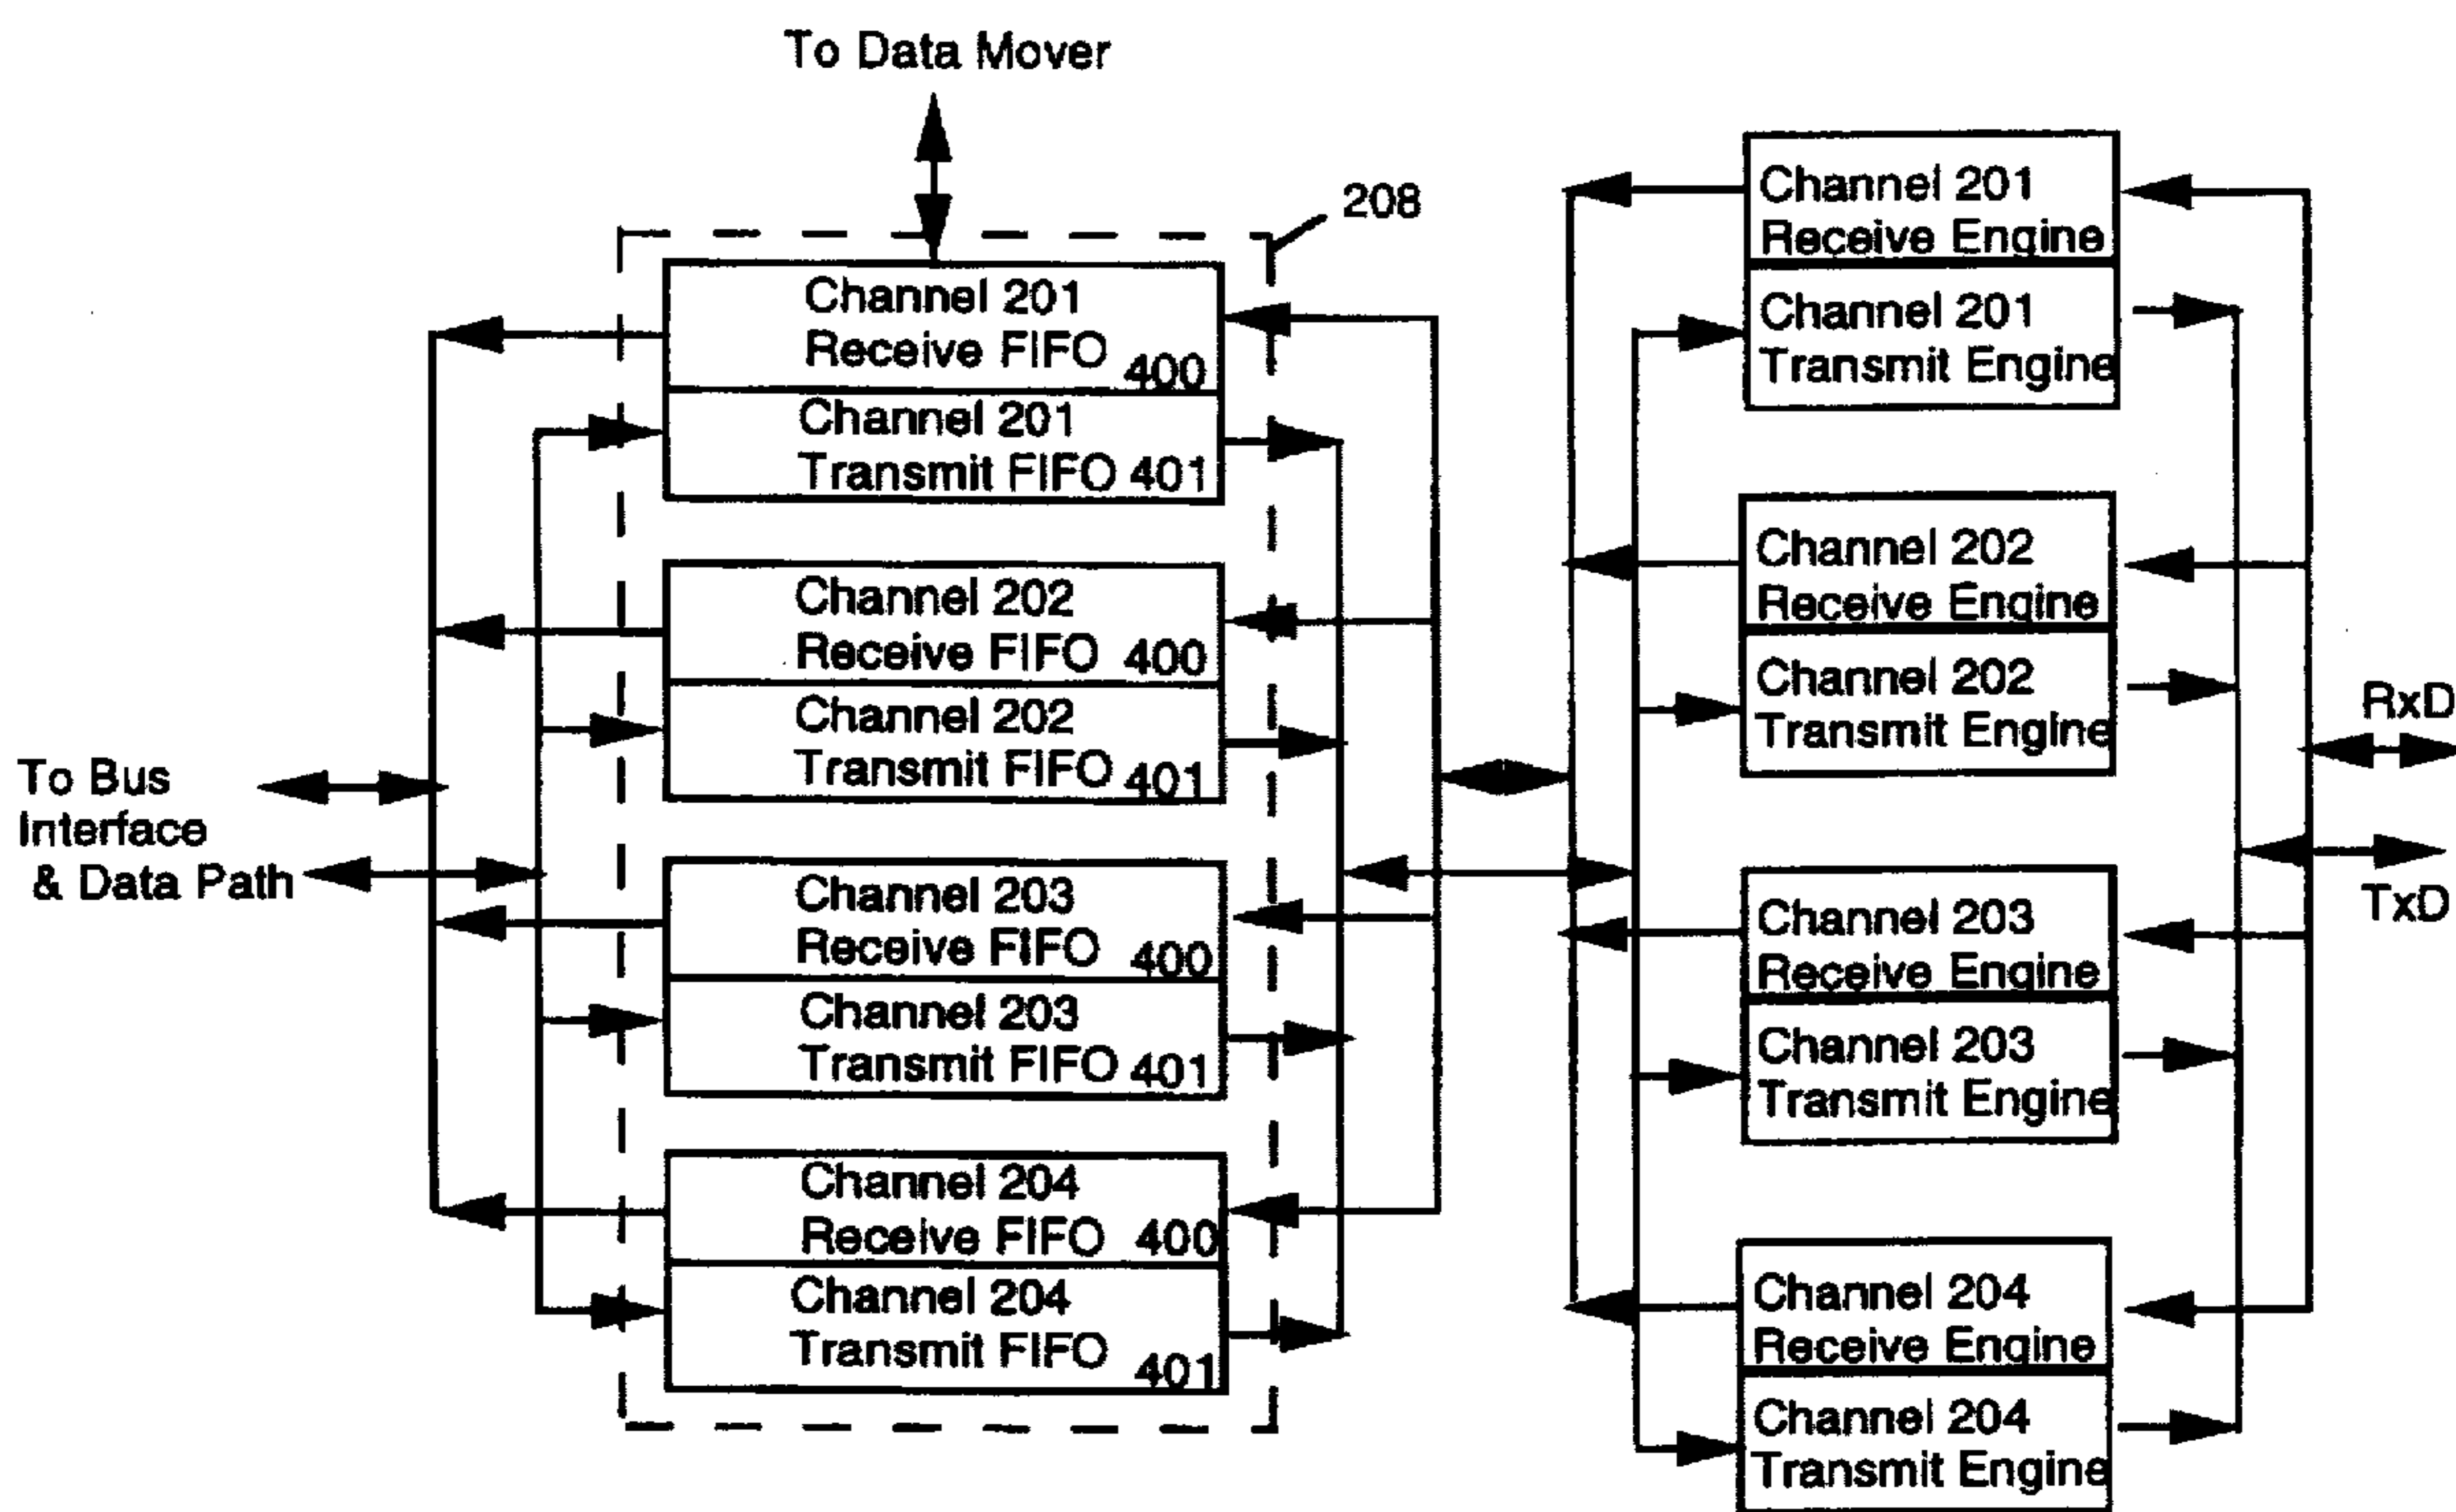 To Data Mover
208
Channel 201
Receive FIFO 400
Channel 201
Transmit FIFO 401
Channel 202
Receive FIFO 400
Channel 202
Transmit FIFO 401
Channel 203
Receive FIFO 400
Channel 203
Transmit FIFO 401
Channel 204
Receive FIFO 400
Channel 204
Transmit FIFO 401
To Bus
Interface
& Data Path
Channel 201
Receive Engine
Channel 201
Transmit Engine
Channel 202
Receive Engine
Channel 202
Transmit Engine
Channel 203
Receive Engine
Channel 203
Transmit Engine
Channel 204
Receive Engine
Channel 204
Transmit Engine
RxD
TxD